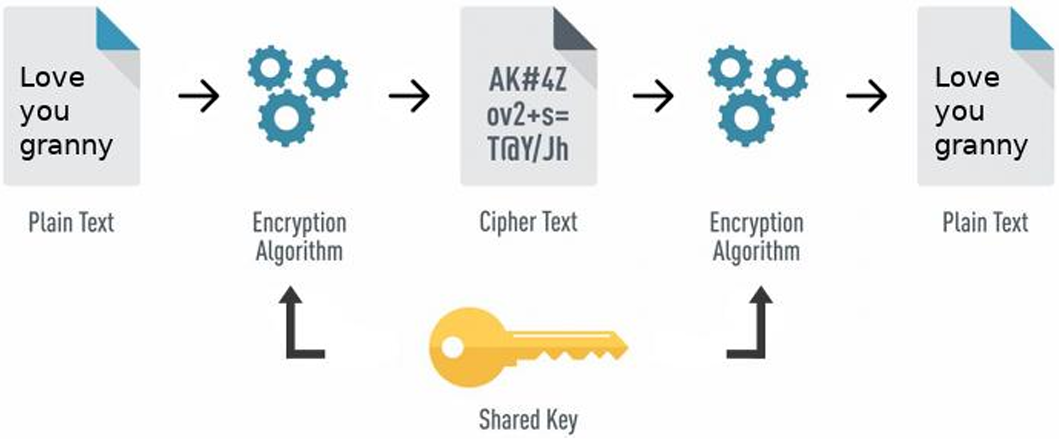 Love
you
granny
AK#4Z
ov2+s=
T@Y/Jh
Love
you
granny
Plain Text
Encryption
Algorithm
Cipher Text
Encryption
Algorithm
Plain Text
Shared Key